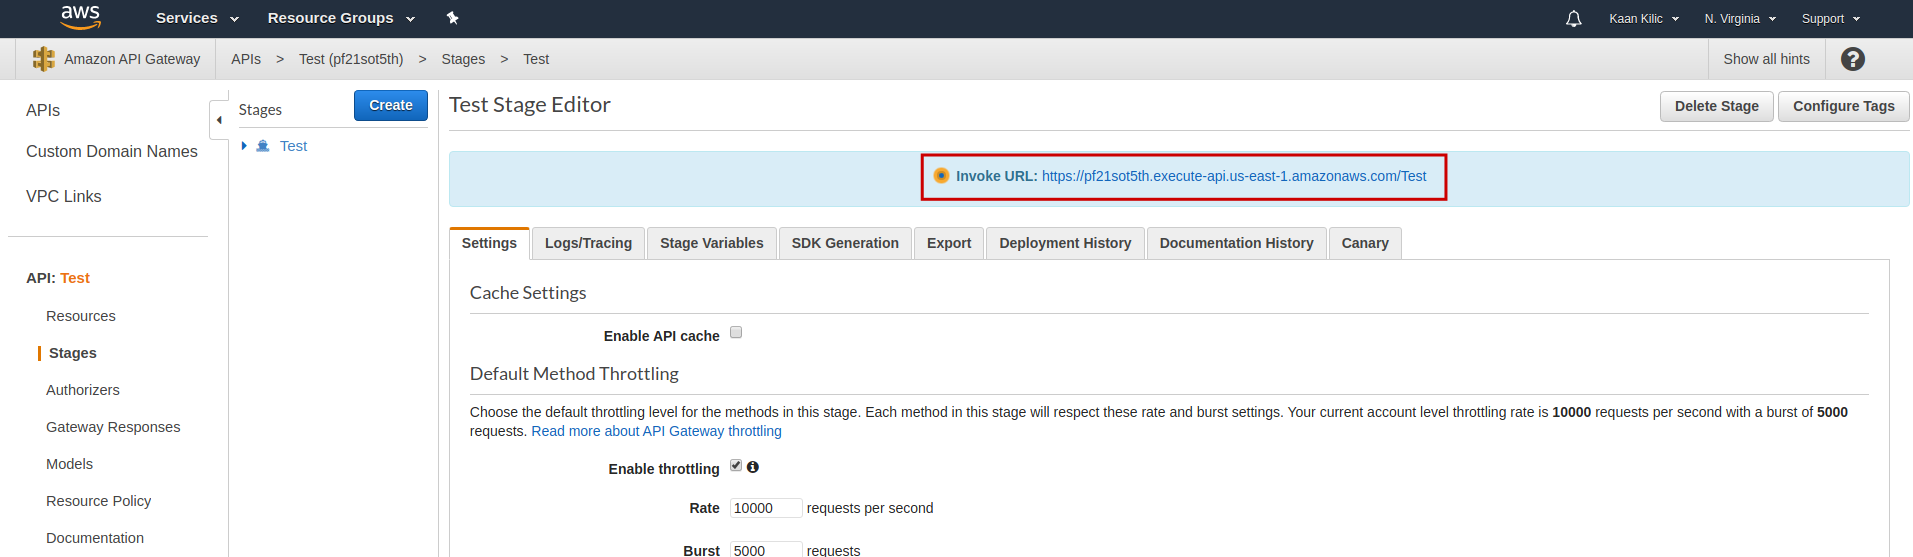 aws Services Resource Groups Kaan Kilic N. Virginia Support
Amazon API Gateway APIs > Test (pf21sot5th) > Stages > Test Show all hints ?
APIs
Custom Domain Names
VPC Links
API: Test
Resources
Stages
Authorizers
Gateway Responses
Models
Resource Policy
Documentation
Stages Create
Test
Test Stage Editor Delete Stage Configure Tags
Invoke URL: https://pf21sot5th.execute-api.us-east-1.amazonaws.com/Test
Settings Logs/Tracing Stage Variables SDK Generation Export Deployment History Documentation History Canary
Cache Settings
Enable API cache
Default Method Throttling
Choose the default throttling level for the methods in this stage. Each method in this stage will respect these rate and burst settings. Your current account level throttling rate is 10000 requests per second with a burst of 5000
requests. Read more about API Gateway throttling
Enable throttling
Rate 10000 requests per second
Burst 5000 requests